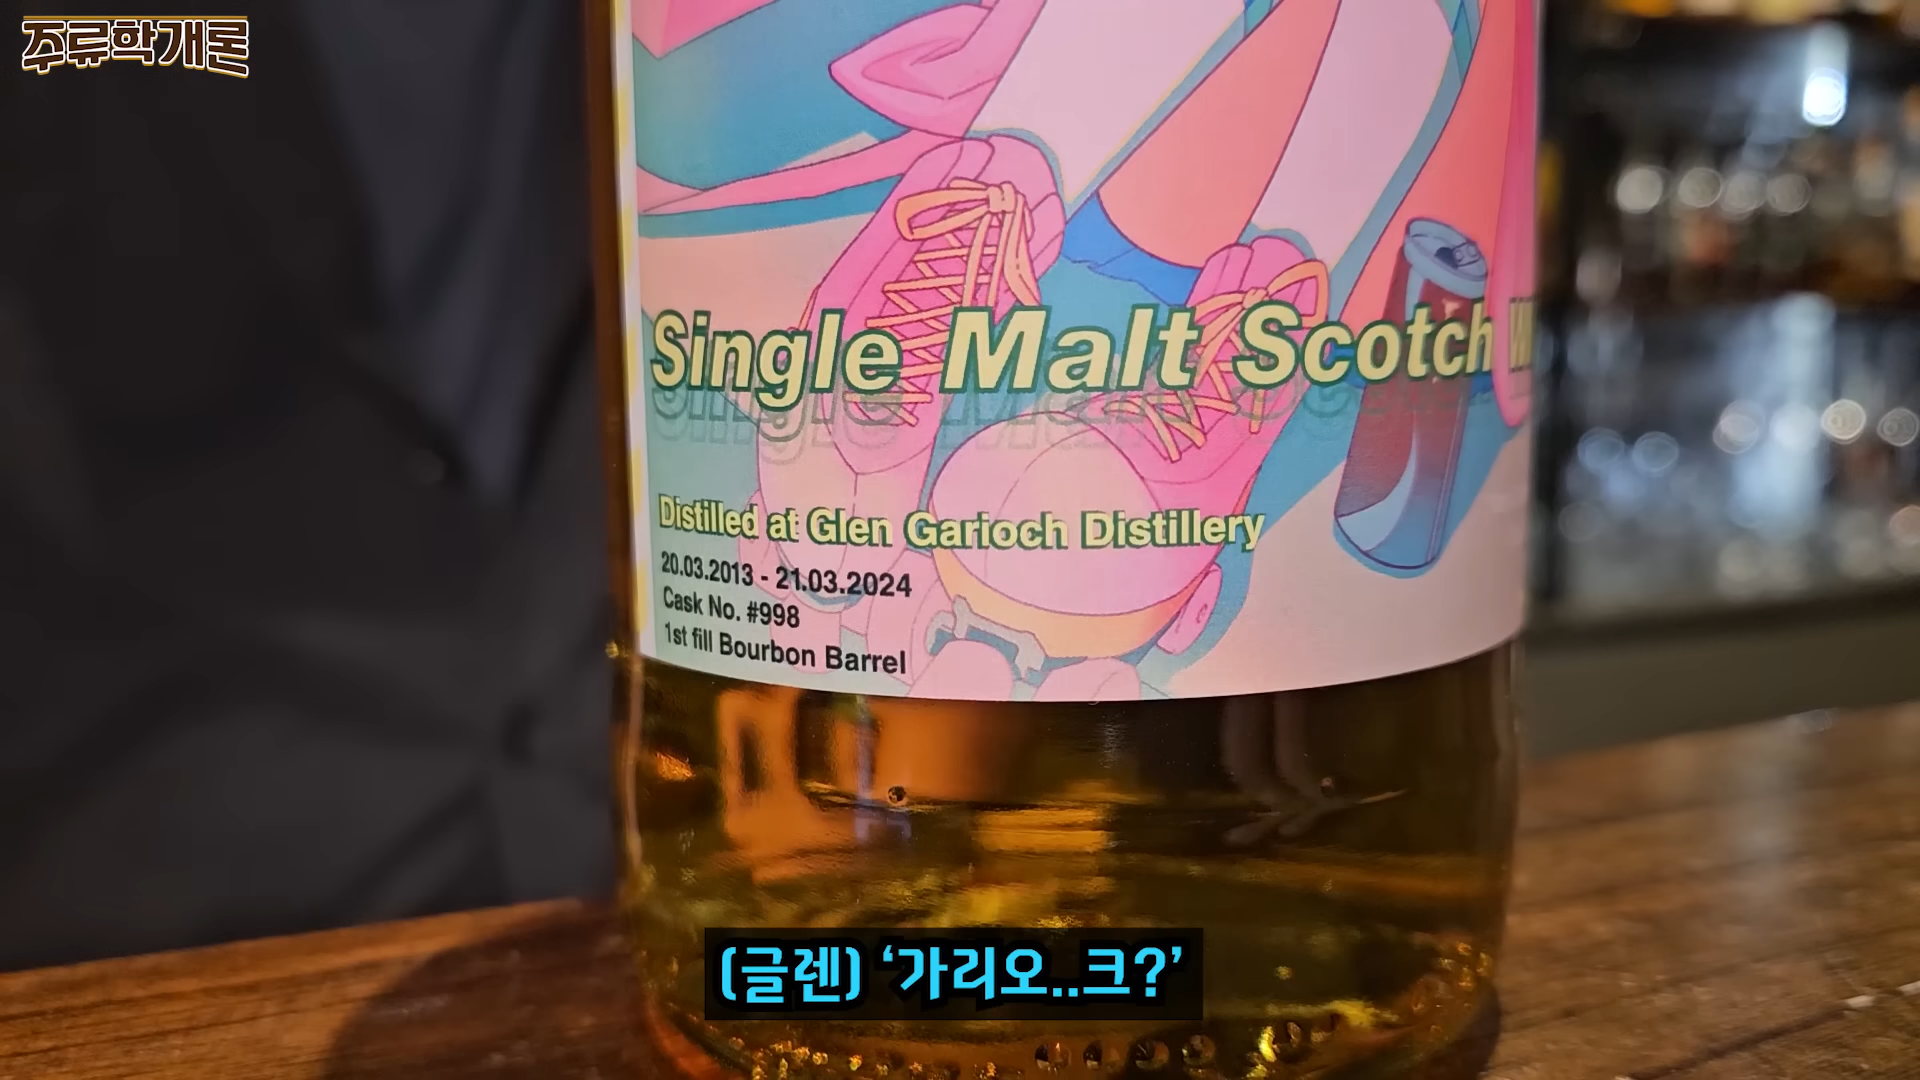 주류학개론
Single Malt Scotch
Distilled at Glen Garioch Distillery
20.03.2013 - 21.03.2024
Cask No. #998
1st fill Bourbon Barrel
(글렌) ‘가리오..크?’